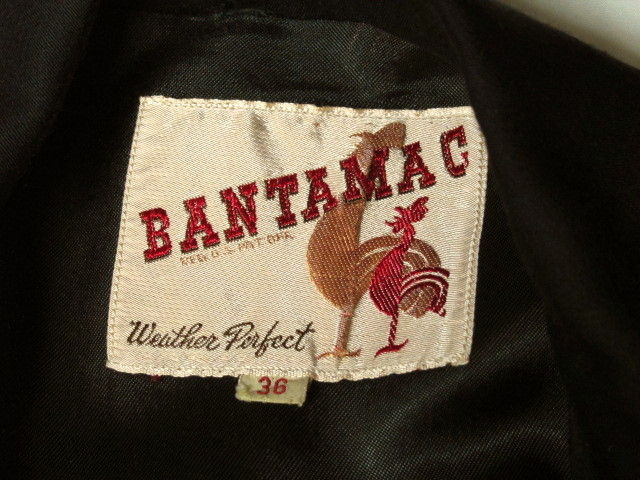 BANTAMAC
REG. U.S. PAT. OFF.
Weather Perfect
36